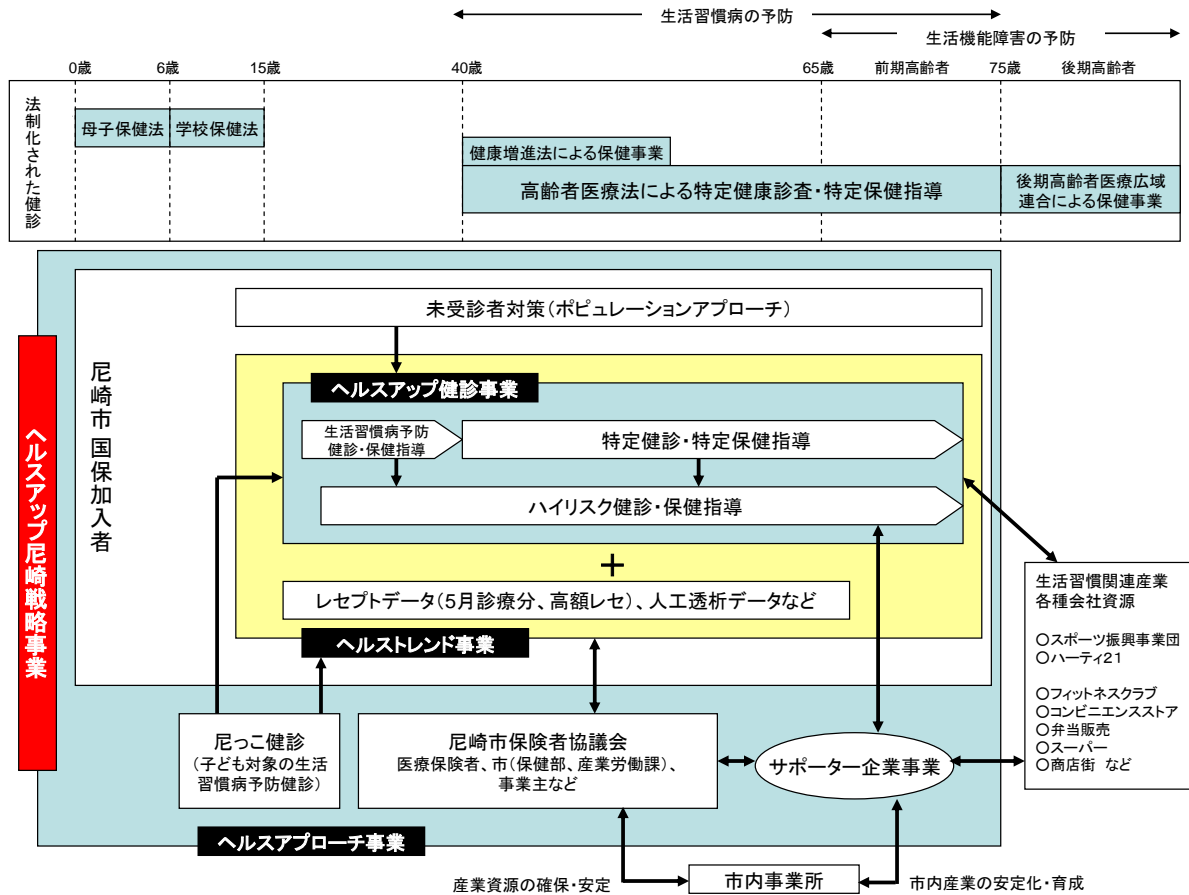 生活習慣病の予防
生活機能障害の予防
0歳
6歳
15歳
40歳
65歳
前期高齢者
75歳
後期高齢者
法制化された健診
母子保健法
学校保健法
健康増進法による保健事業
高齢者医療法による特定健康診査・特定保健指導
後期高齢者医療広域
連合による保健事業
ヘルスアップ尼崎戦略事業
尼崎市国保加入者
未受診者対策（ポピュレーションアプローチ）
ヘルスアップ健診事業
生活習慣病予防
健診・保健指導
特定健診・特定保健指導
ハイリスク健診・保健指導
＋
レセプトデータ（5月診療分、高額レセ）、人工透析データなど
ヘルストレンド事業
生活習慣関連産業
各種会社資源
○スポーツ振興事業団
○ハーティ21
○フィットネスクラブ
○コンビニエンスストア
○弁当販売
○スーパー
○商店街 など
尼っこ健診
（子ども対象の生活
習慣病予防健診）
尼崎市保険者協議会
医療保険者、市（保健部、産業労働課）、
事業主など
サポーター企業事業
ヘルスアプローチ事業
産業資源の確保・安定
市内事業所
市内産業の安定化・育成